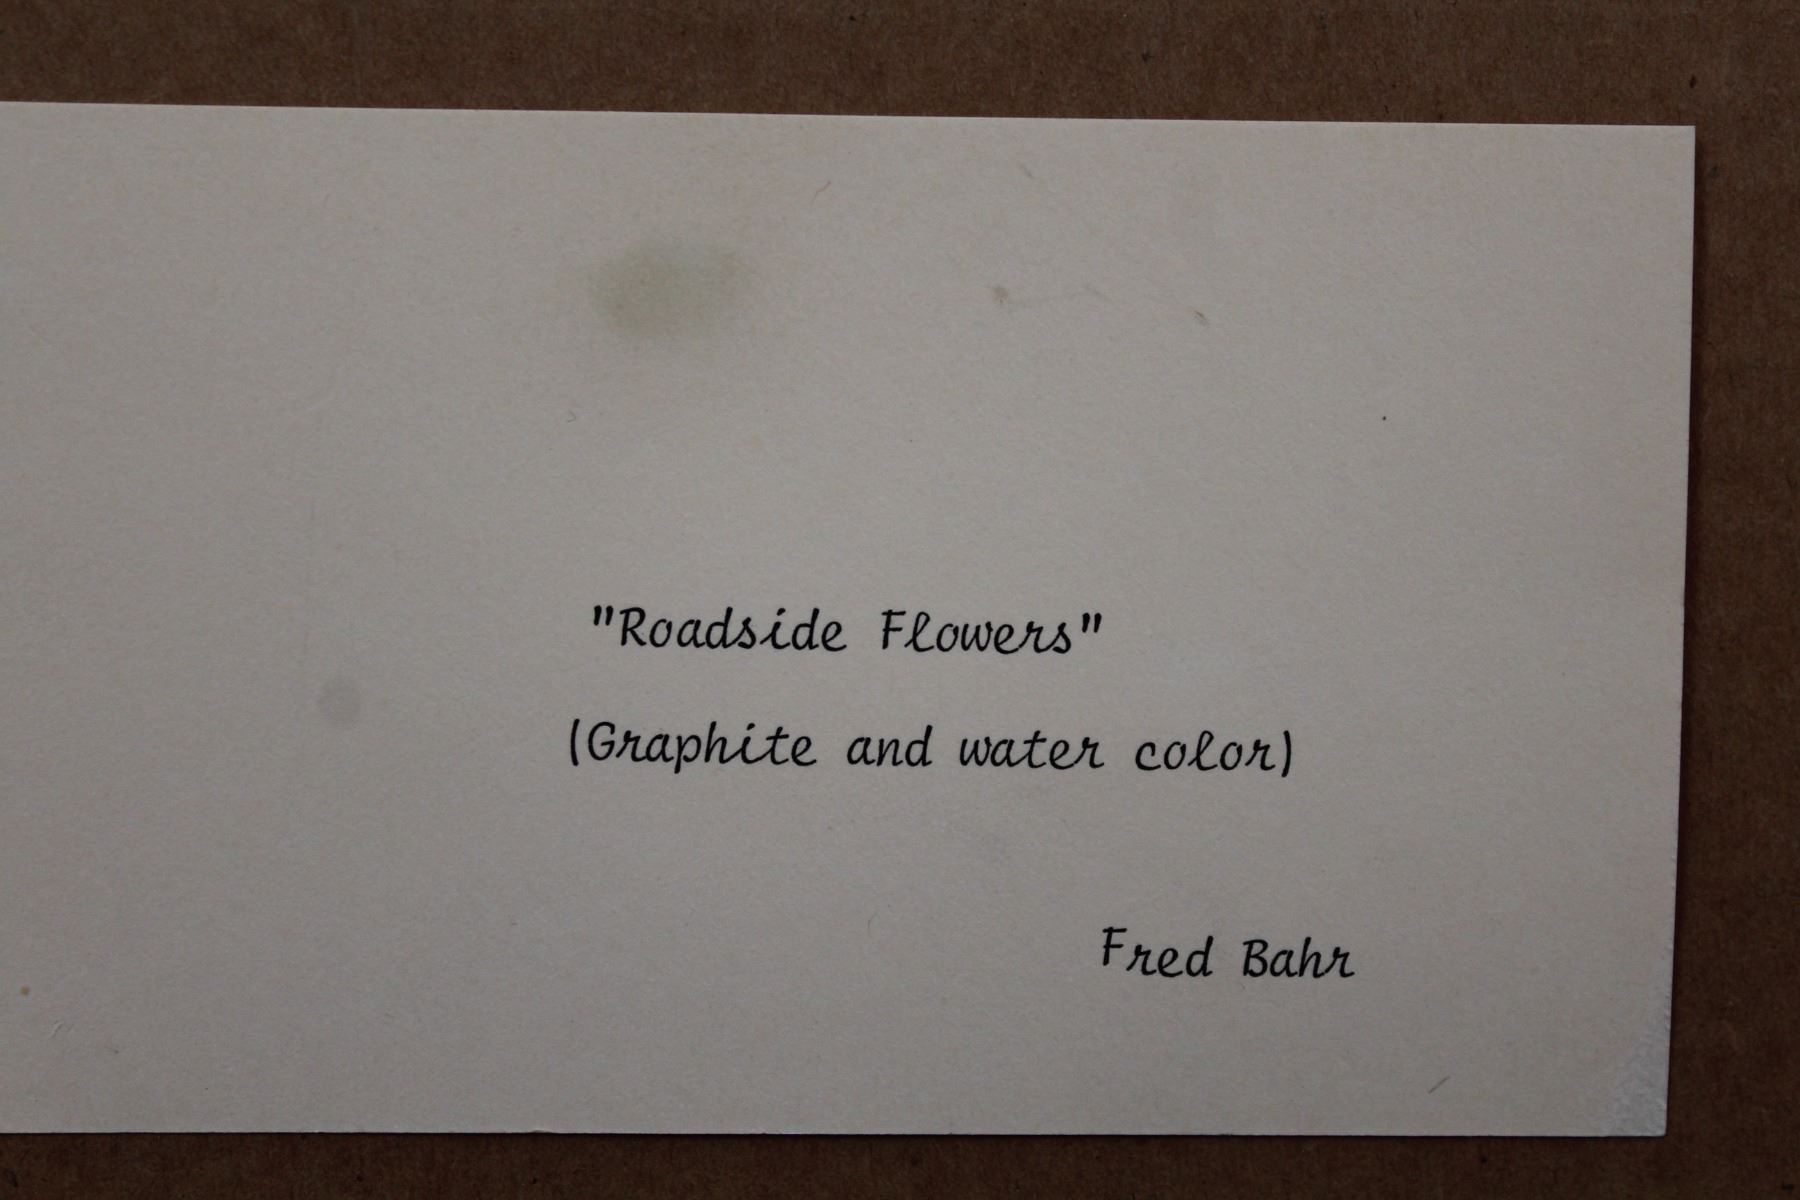 "Roadside Flowers"
(Graphite and water color)
Fred Bahr